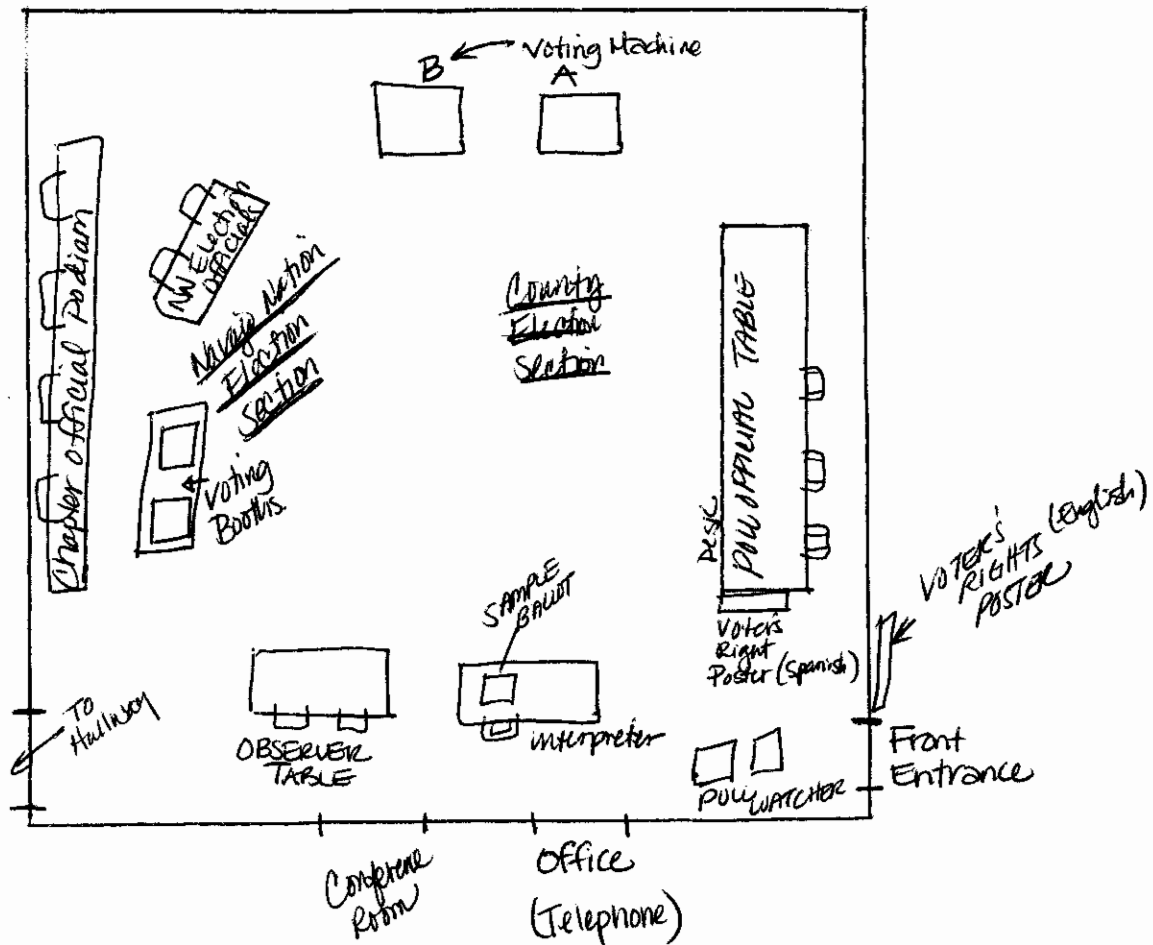 Voting Machine
B
A
Chapter Official Podiam
NN Election
Officials
Navajo Nation
Election
Section
County
Election
Section
POLL OFFICIAL TABLE
Desk
Voting
Booths
SAMPLE
BALLOT
Voter's
Right
Poster (Spanish)
VOTER'S
RIGHTS (English)
POSTER
TO
Hallway
OBSERVER
TABLE
interpreter
POLL WATCHER
Front
Entrance
Conference
Room
Office
(Telephone)